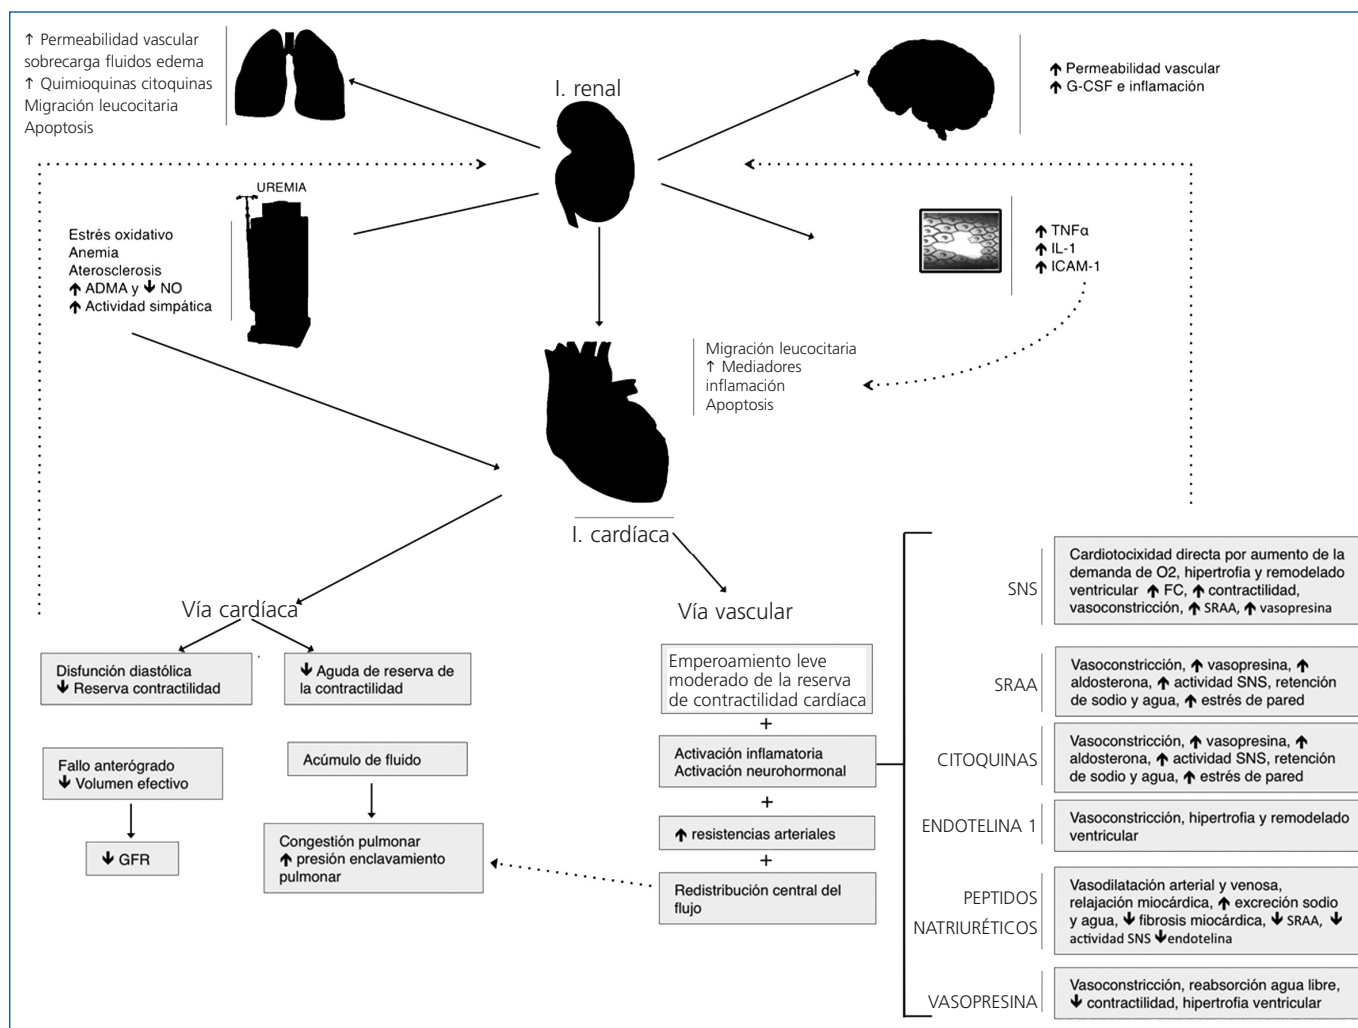 ↑ Permeabilidad vascular
sobrecarga fluidos edema
↑ Quimioquinas citoquinas
Migración leucocitaria
Apoptosis
I. renal
↑ Permeabilidad vascular
↑ G-CSF e inflamación
UREMIA
Estrés oxidativo
Anemia
Aterosclerosis
↑ ADMA y ↓ NO
↑ Actividad simpática
↑ TNFα
↑ IL-1
↑ ICAM-1
Migración leucocitaria
↑ Mediadores
inflamación
Apoptosis
I. cardíaca
Vía cardíaca
Disfunción diastólica
↓ Reserva contractilidad
↓ Aguda de reserva de
la contractilidad
Fallo anterógrado
↓ Volumen efectivo
Acúmulo de fluido
↓ GFR
Congestión pulmonar
↑ presión enclavamiento
pulmonar
Vía vascular
Emperoamiento leve
moderado de la reserva
de contractilidad cardíaca
+
Activación inflamatoria
Activación neurohormonal
+
↑ resistencias arteriales
+
Redistribución central del
flujo
SNS
Cardiotocixidad directa por aumento de la
demanda de O2, hipertrofia y remodelado
ventricular ↑ FC, ↑ contractilidad,
vasoconstricción, ↑ SRAA, ↑ vasopresina
SRAA
Vasoconstricción, ↑ vasopresina, ↑
aldosterona, ↑ actividad SNS, retención
de sodio y agua, ↑ estrés de pared
CITOQUINAS
Vasoconstricción, ↑ vasopresina, ↑
aldosterona, ↑ actividad SNS, retención
de sodio y agua, ↑ estrés de pared
ENDOTELINA 1
Vasoconstricción, hipertrofia y remodelado
ventricular
PEPTIDOS
NATRIURÉTICOS
Vasodilatación arterial y venosa,
relajación miocárdica, ↑ excreción sodio
y agua, ↓ fibrosis miocárdica, ↓ SRAA, ↓
actividad SNS ↓endotelina
VASOPRESINA
Vasoconstricción, reabsorción agua libre,
↓ contractilidad, hipertrofia ventricular